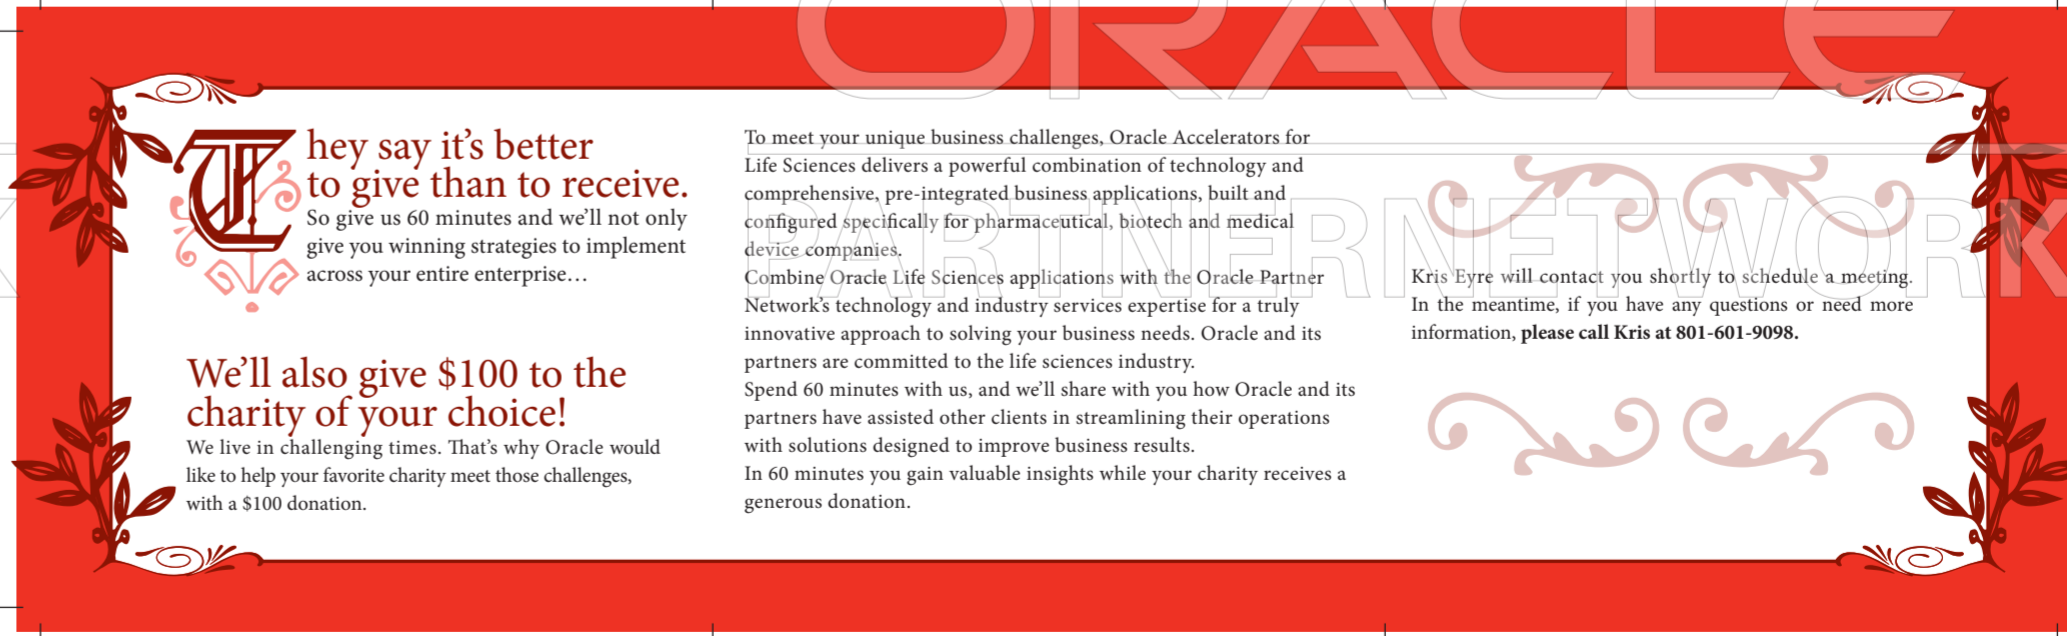 ORACLE
PARTNERNETWORK
They say it's better
to give than to receive.
So give us 60 minutes and we'll not only
give you winning strategies to implement
across your entire enterprise…
We'll also give $100 to the
charity of your choice!
We live in challenging times. That's why Oracle would
like to help your favorite charity meet those challenges,
with a $100 donation.
To meet your unique business challenges, Oracle Accelerators for
Life Sciences delivers a powerful combination of technology and
comprehensive, pre-integrated business applications, built and
configured specifically for pharmaceutical, biotech and medical
device companies.
Combine Oracle Life Sciences applications with the Oracle Partner
Network's technology and industry services expertise for a truly
innovative approach to solving your business needs. Oracle and its
partners are committed to the life sciences industry.
Spend 60 minutes with us, and we'll share with you how Oracle and its
partners have assisted other clients in streamlining their operations
with solutions designed to improve business results.
In 60 minutes you gain valuable insights while your charity receives a
generous donation.
Kris Eyre will contact you shortly to schedule a meeting.
In the meantime, if you have any questions or need more
information, please call Kris at 801-601-9098.